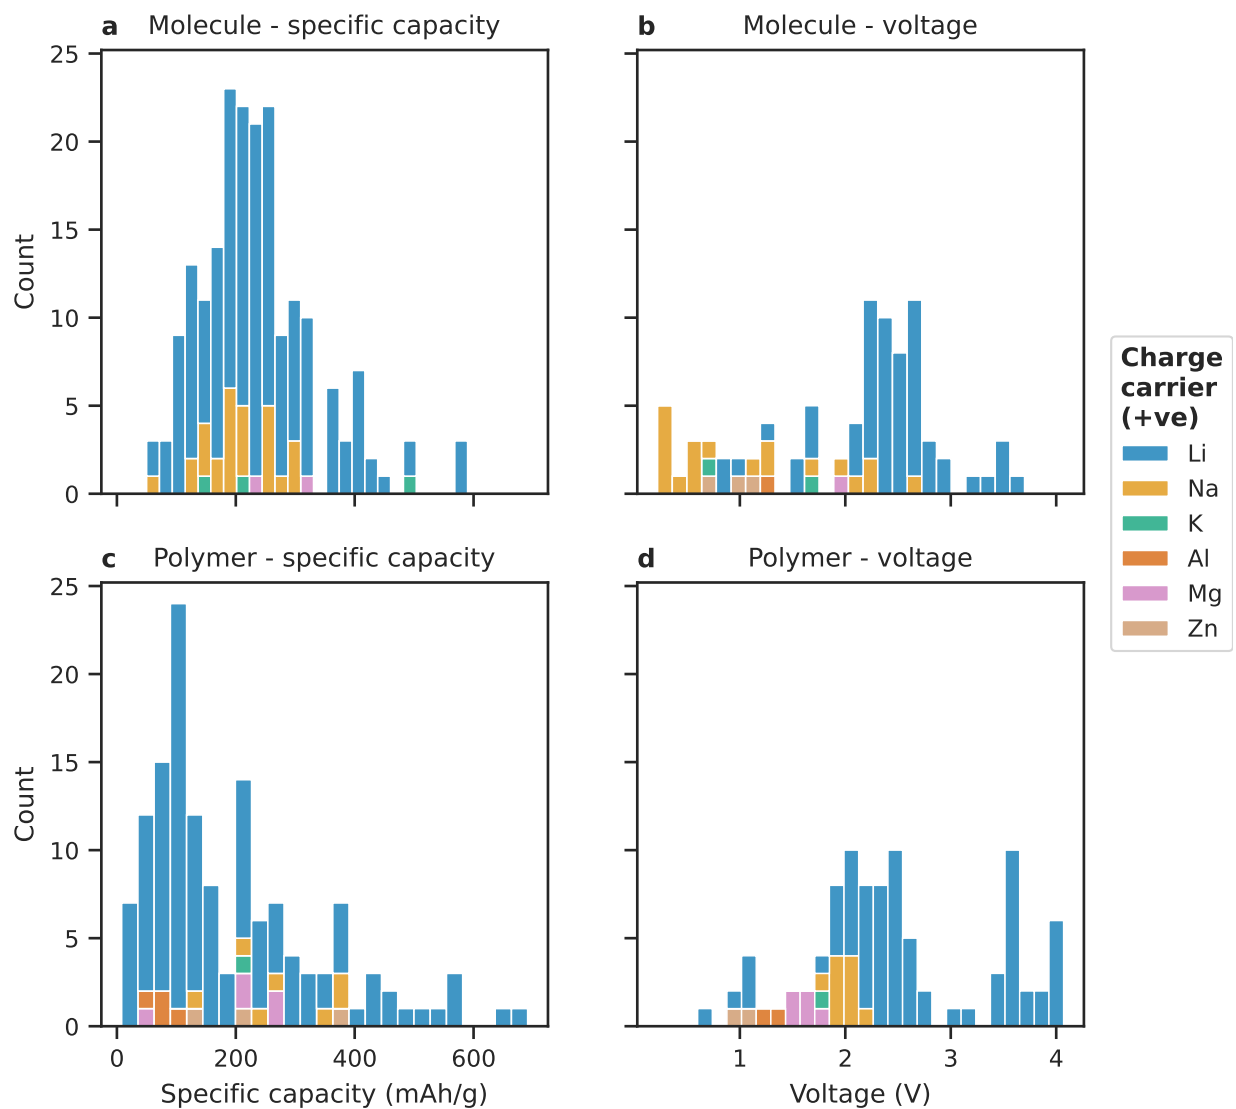 a Molecule - specific capacity
b Molecule - voltage
25
20
15
10
5
0
Count
Charge
carrier
(+ve)
Li
Na
K
Al
Mg
Zn
c Polymer - specific capacity
d Polymer - voltage
25
20
15
10
5
0
Count
0 200 400 600
Specific capacity (mAh/g)
1 2 3 4
Voltage (V)